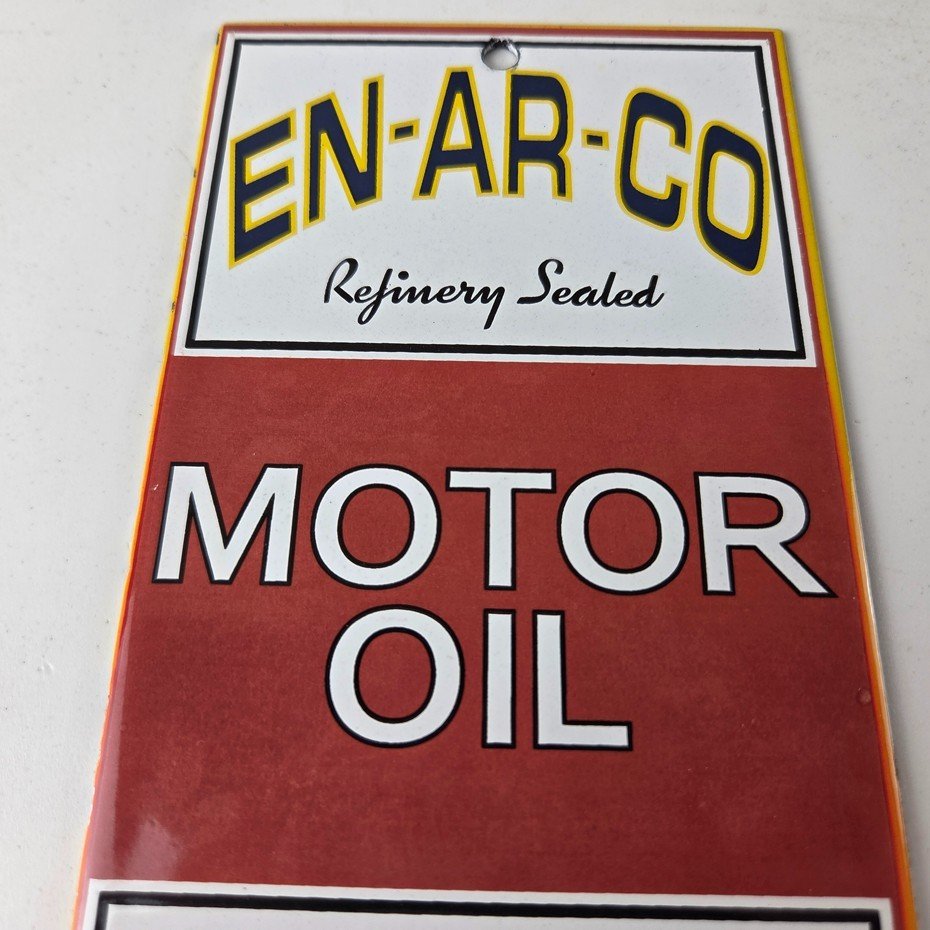 EN-AR-CO
Refinery Sealed
MOTOR
OIL